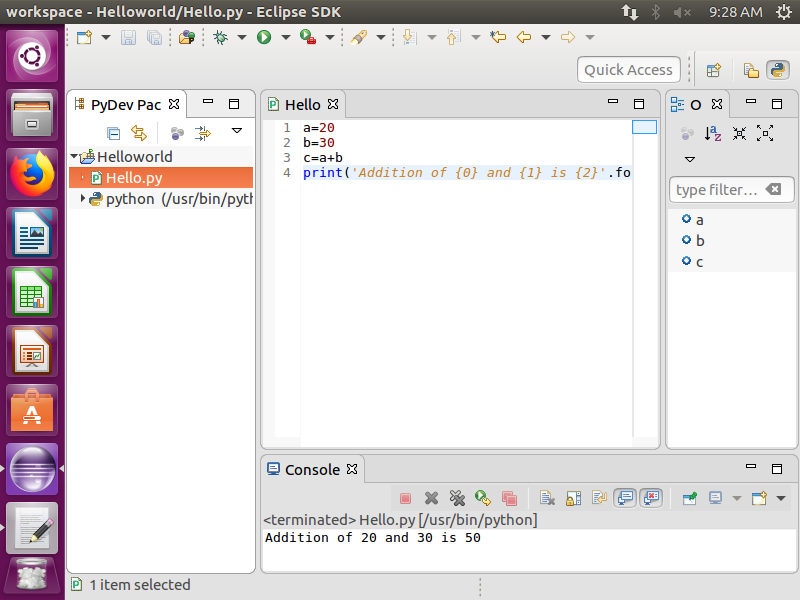 workspace - Helloworld/Hello.py - Eclipse SDK
9:28 AM
Quick Access
PyDev Pac
Helloworld
Hello.py
python (/usr/bin/pyth
Hello
1 a=20
2 b=30
3 c=a+b
4 print('Addition of {0} and {1} is {2}'.fo
O
type filter...
a
b
c
Console
<terminated> Hello.py [/usr/bin/python]
Addition of 20 and 30 is 50
1 item selected